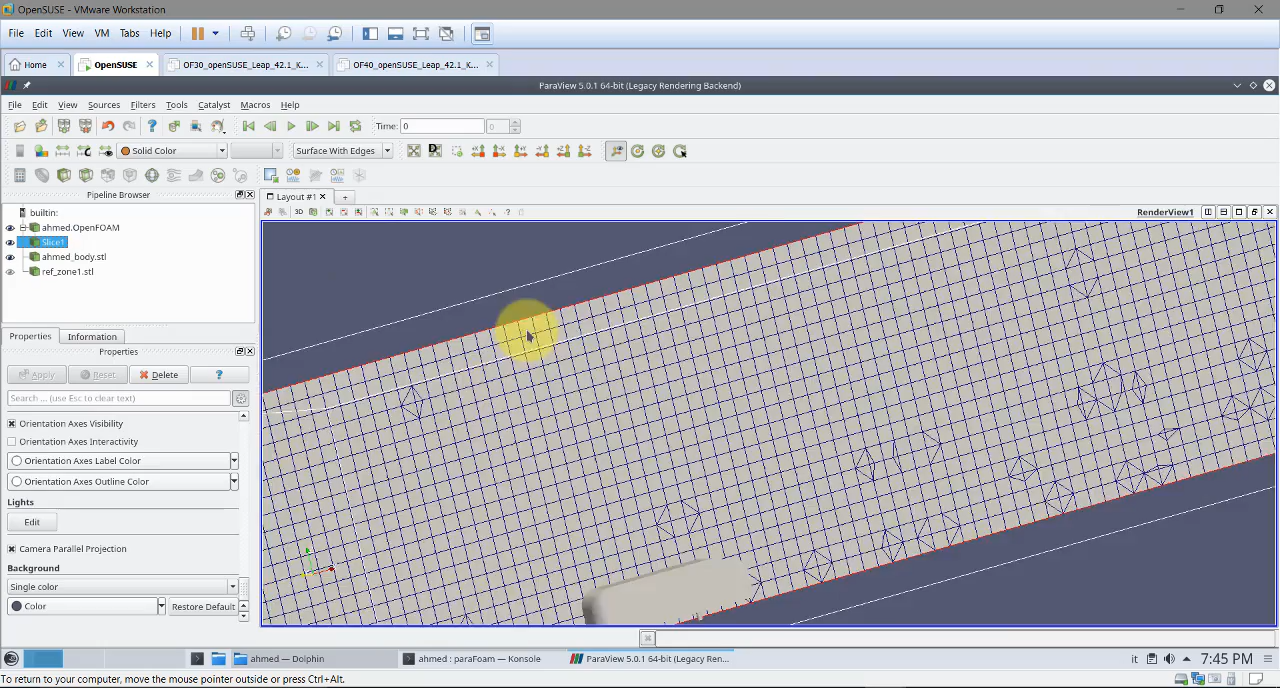 OpenSUSE - VMware Workstation
File Edit View VM Tabs Help
Home OpenSUSE OF30_openSUSE_Leap_42.1_K... OF40_openSUSE_Leap_42.1_K...
ParaView 5.0.1 64-bit (Legacy Rendering Backend)
File Edit View Sources Filters Tools Catalyst Macros Help
Time: 0 0
Solid Color Surface With Edges
Pipeline Browser Layout #1
3D RenderView1
builtin:
ahmed.OpenFOAM
Slice1
ahmed_body.stl
ref_zone1.stl
Properties Information
Properties
Apply Reset Delete ?
Search ... (use Esc to clear text)
Orientation Axes Visibility
Orientation Axes Interactivity
Orientation Axes Label Color
Orientation Axes Outline Color
Lights
Edit
Camera Parallel Projection
Background
Single color
Color Restore Default
ahmed — Dolphin ahmed : paraFoam — Konsole ParaView 5.0.1 64-bit (Legacy Ren... it 7:45 PM
To return to your computer, move the mouse pointer outside or press Ctrl+Alt.